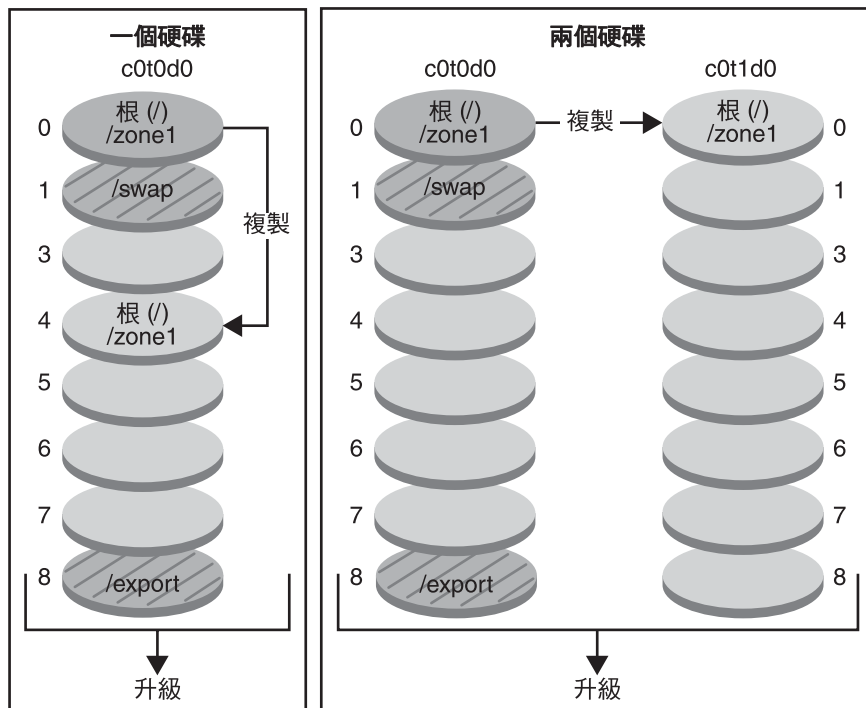 一個硬碟
c0t0d0
0
根 (/)
/zone1
1
/swap
複製
3
4
根 (/)
/zone1
5
6
7
8
/export
升級
兩個硬碟
c0t0d0
c0t1d0
0
根 (/)
/zone1
複製
根 (/)
/zone1
0
1
/swap
1
3
3
4
4
5
5
6
6
7
7
8
/export
8
升級